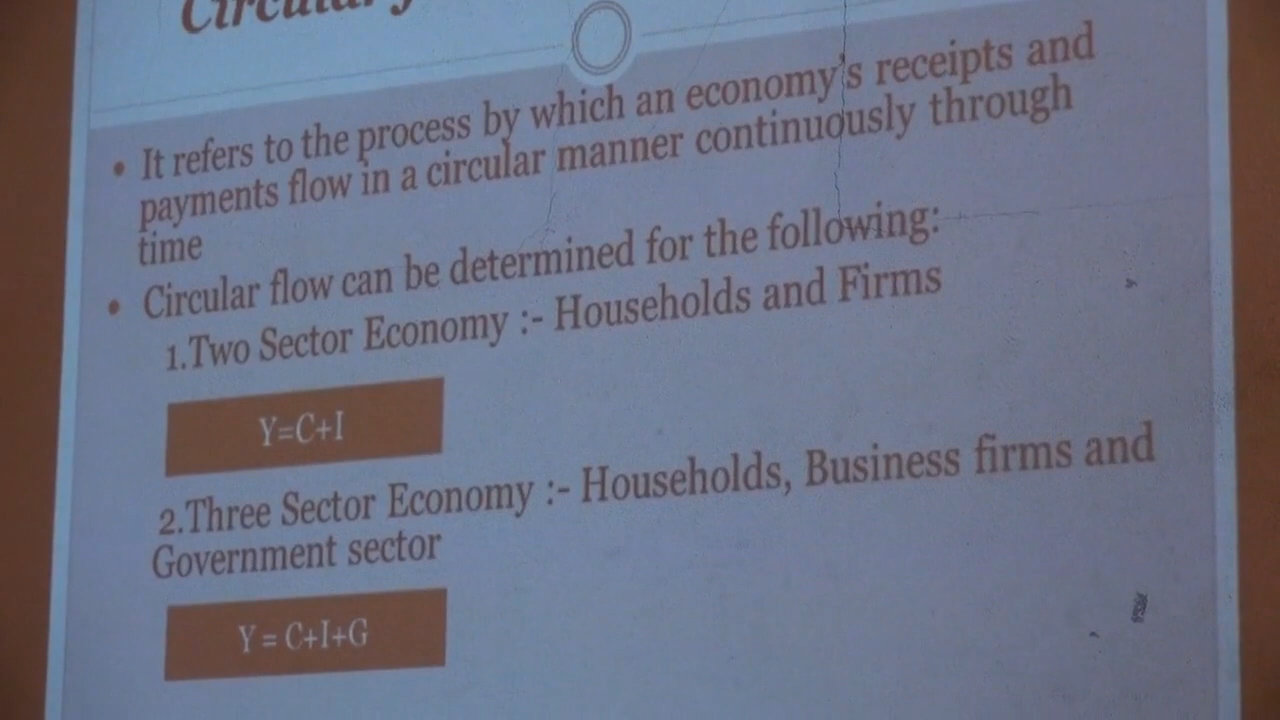 • It refers to the process by which an economy's receipts and
payments flow in a circular manner continuously through
time
• Circular flow can be determined for the following:
1.Two Sector Economy :- Households and Firms
Y=C+I
2.Three Sector Economy :- Households, Business firms and
Government sector
Y = C+I+G